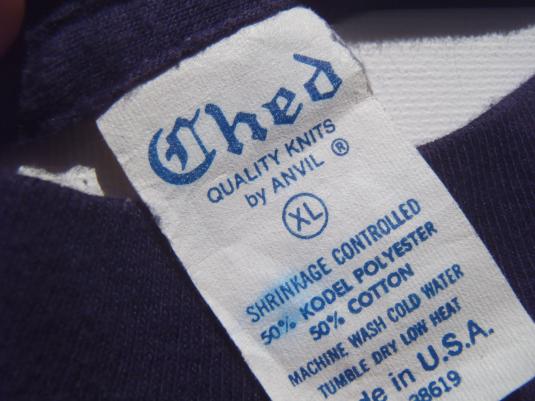 Ched
QUALITY KNITS
by ANVIL ®
XL
SHRINKAGE CONTROLLED
50% KODEL POLYESTER
50% COTTON
MACHINE WASH COLD WATER
TUMBLE DRY LOW HEAT
in U.S.A.
38619